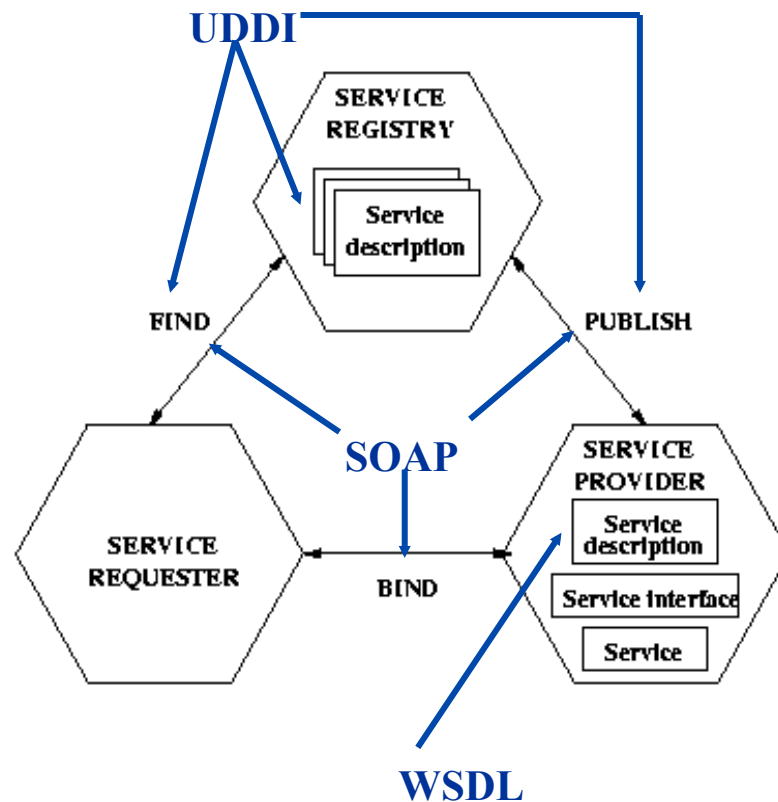 UDDI
SERVICE
REGISTRY
Service
description
FIND
PUBLISH
SOAP
SERVICE
REQUESTER
BIND
SERVICE
PROVIDER
Service
description
Service interface
Service
WSDL